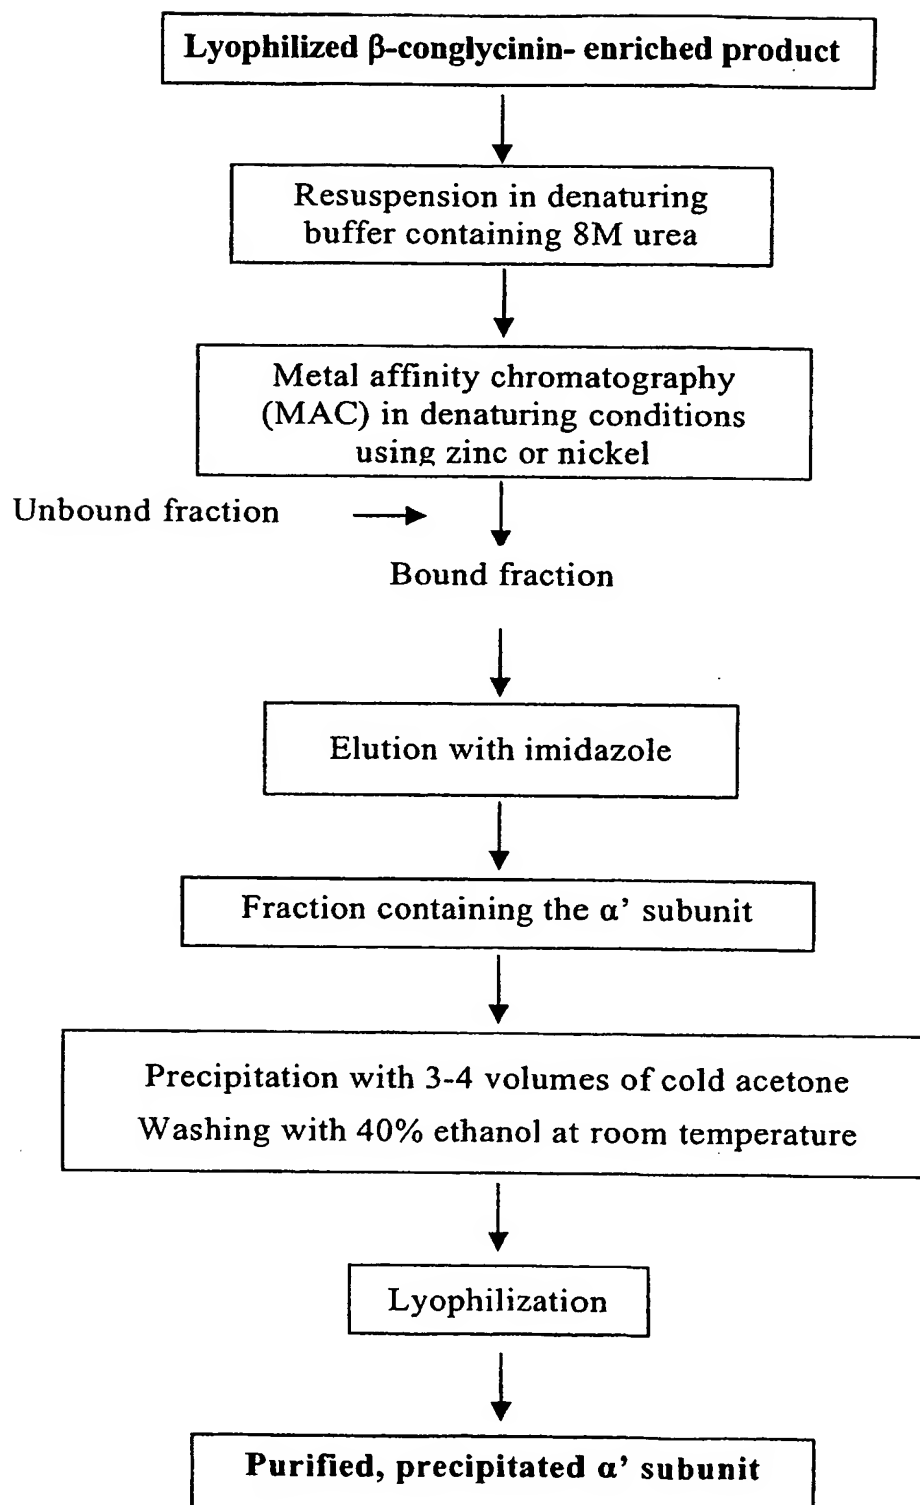 Lyophilized β-conglycinin- enriched product
Resuspension in denaturing
buffer containing 8M urea
Metal affinity chromatography
(MAC) in denaturing conditions
using zinc or nickel
Unbound fraction
Bound fraction
Elution with imidazole
Fraction containing the α’ subunit
Precipitation with 3-4 volumes of cold acetone
Washing with 40% ethanol at room temperature
Lyophilization
Purified, precipitated α’ subunit